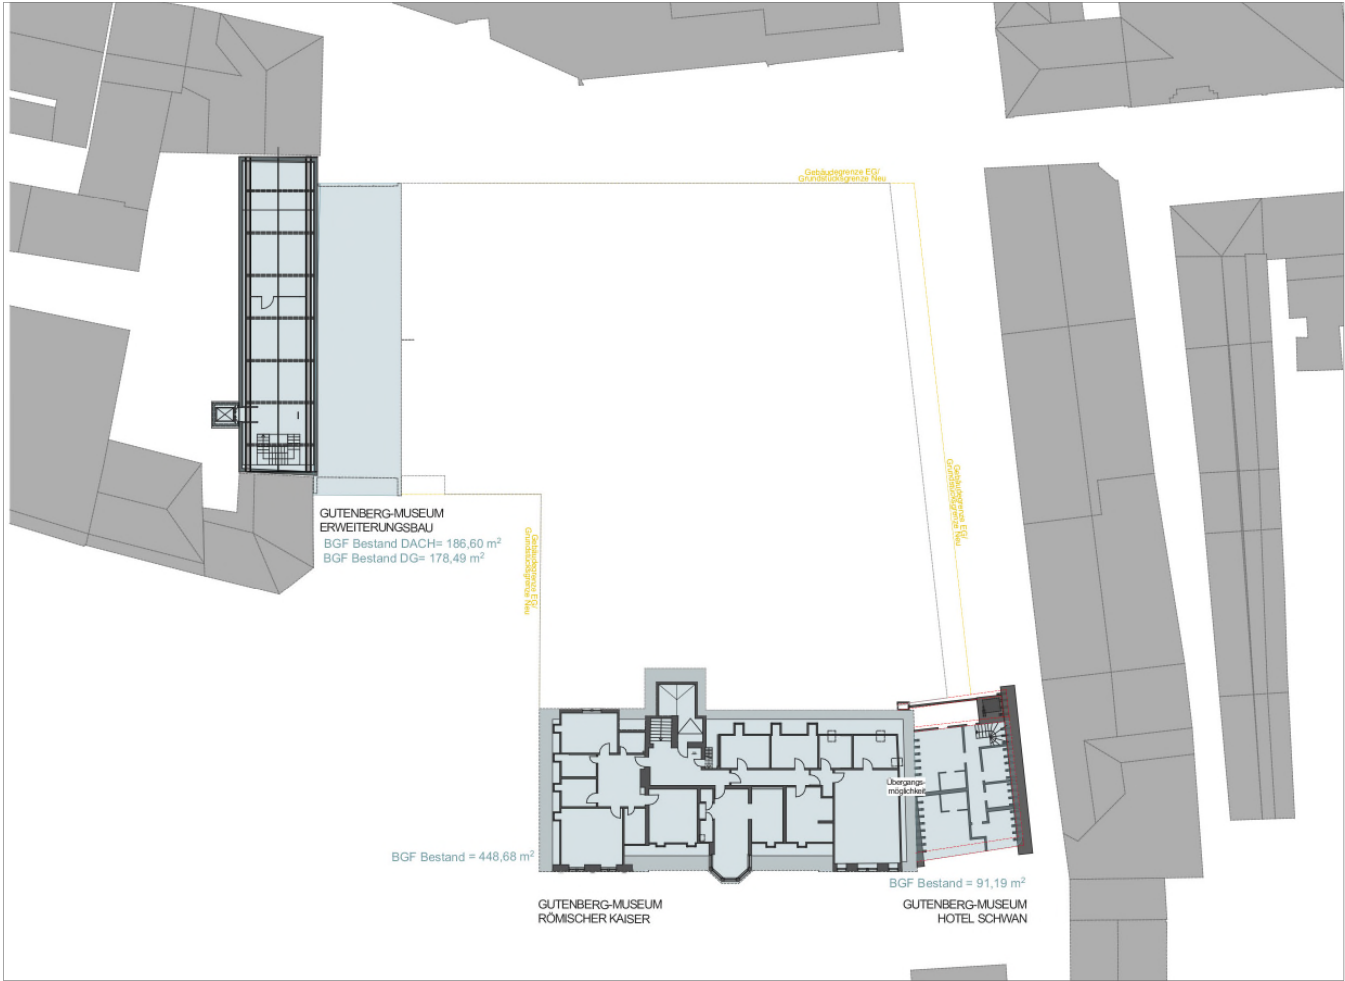 Gebäudegrenze EG/
Grundstücksgrenze Neu
Gebäudegrenze EG/
Grundstücksgrenze Neu
GUTENBERG-MUSEUM
ERWEITERUNGSBAU
BGF Bestand DACH= 186,60 m²
BGF Bestand DG= 178,49 m²
Gebäudegrenze EG/
Grundstücksgrenze Neu
Übergangs-
möglichkeit
BGF Bestand = 448,68 m²
BGF Bestand = 91,19 m²
GUTENBERG-MUSEUM
RÖMISCHER KAISER
GUTENBERG-MUSEUM
HOTEL SCHWAN